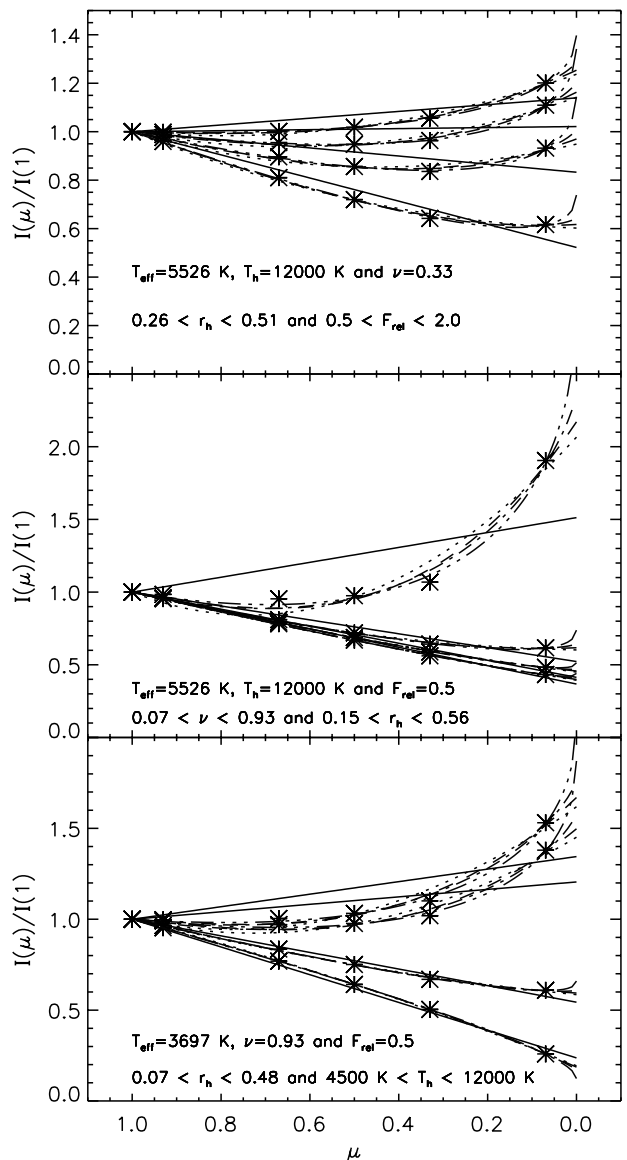 1.4
1.2
1.0
0.8
0.6
0.4
0.2
0.0
I(μ)/I(1)
T_eff=5526 K, T_h=12000 K and ν=0.33
0.26 < r_h < 0.51 and 0.5 < F_rel < 2.0
2.0
1.5
1.0
0.5
0.0
I(μ)/I(1)
T_eff=5526 K, T_h=12000 K and F_rel=0.5
0.07 < ν < 0.93 and 0.15 < r_h < 0.56
1.5
1.0
0.5
0.0
I(μ)/I(1)
T_eff=3697 K, ν=0.93 and F_rel=0.5
0.07 < r_h < 0.48 and 4500 K < T_h < 12000 K
1.0 0.8 0.6 0.4 0.2 0.0
μ